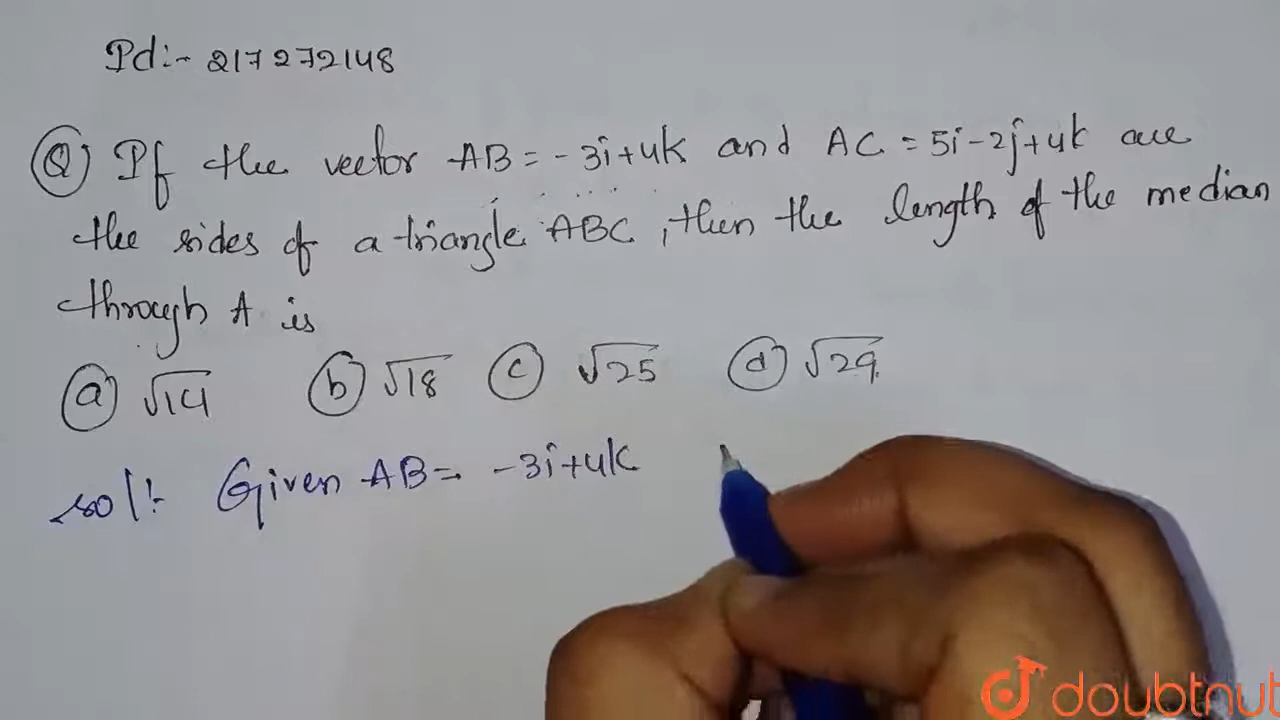 Id:- 217272148
Q) If the vector AB = -3i+4k and AC = 5i-2j+4k are
the sides of a triangle ABC, then the length of the median
through A is
a) √14 b) √18 c) √25 d) √29.
sol:- Given AB = -3i+4k
doubtnut